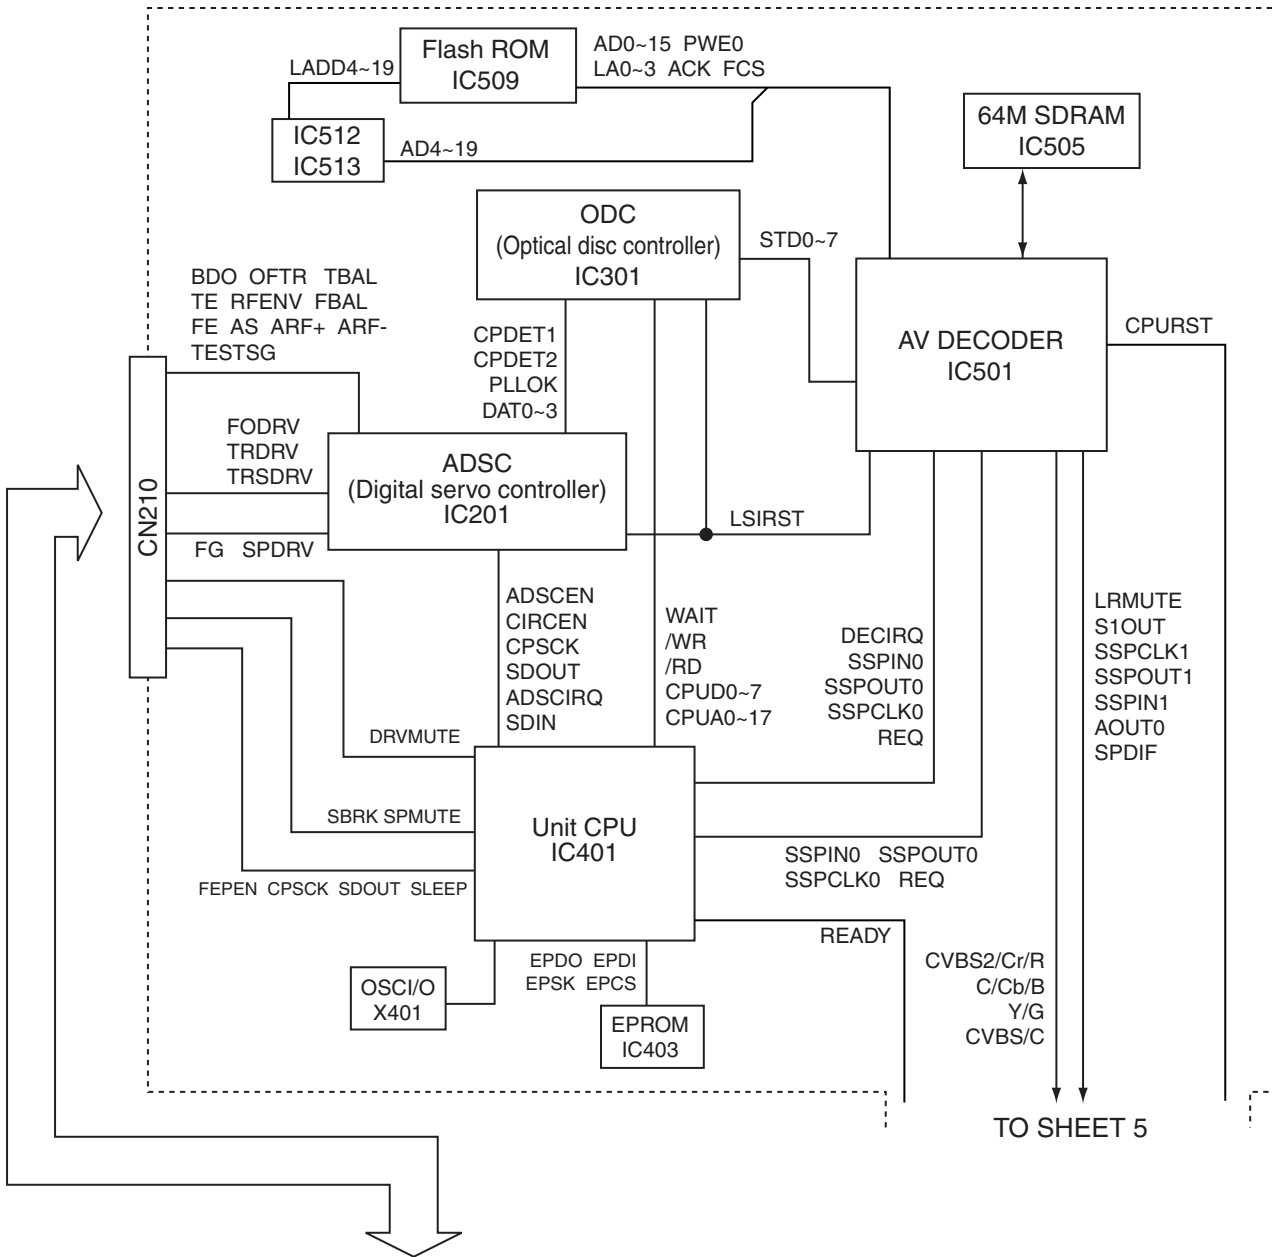 Flash ROM
IC509
AD0~15 PWE0
LA0~3 ACK FCS
LADD4~19
IC512
IC513
AD4~19
64M SDRAM
IC505
ODC
(Optical disc controller)
IC301
STD0~7
BDO OFTR TBAL
TE RFENV FBAL
FE AS ARF+ ARF-
TESTSG
CPDET1
CPDET2
PLLOK
DAT0~3
AV DECODER
IC501
CPURST
FODRV
TRDRV
TRSDRV
ADSC
(Digital servo controller)
IC201
CN210
LSIRST
FG SPDRV
ADSCEN
CIRCEN
CPSCK
SDOUT
ADSCIRQ
SDIN
WAIT
/WR
/RD
CPUD0~7
CPUA0~17
DECIRQ
SSPIN0
SSPOUT0
SSPCLK0
REQ
LRMUTE
S1OUT
SSPCLK1
SSPOUT1
SSPIN1
AOUT0
SPDIF
DRVMUTE
SBRK SPMUTE
Unit CPU
IC401
SSPIN0 SSPOUT0
SSPCLK0 REQ
FEPEN CPSCK SDOUT SLEEP
READY
EPDO EPDI
EPSK EPCS
OSCI/O
X401
EPROM
IC403
CVBS2/Cr/R
C/Cb/B
Y/G
CVBS/C
TO SHEET 5